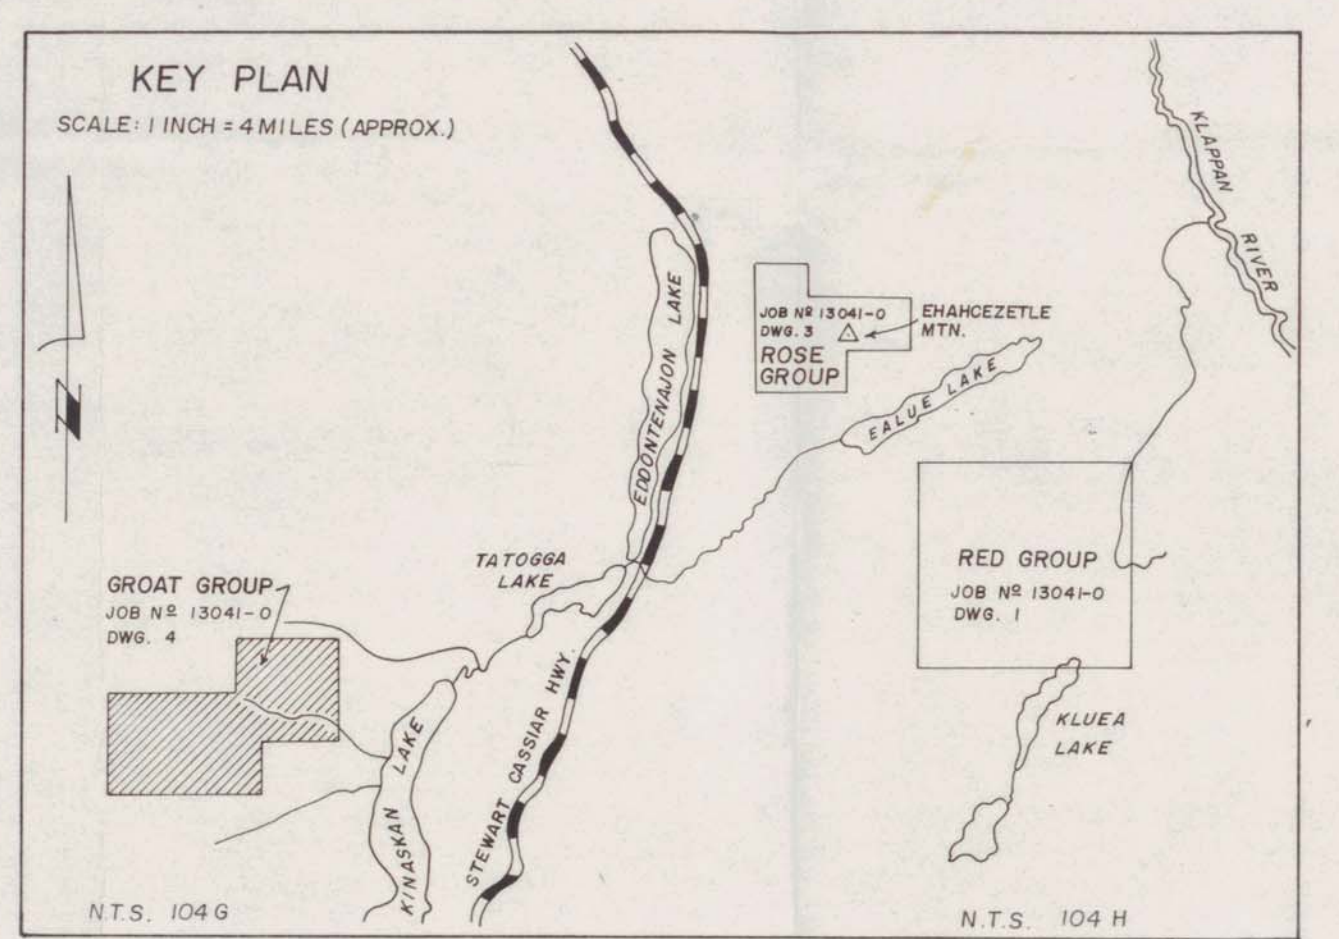 KEY PLAN
SCALE: 1 INCH = 4 MILES (APPROX.)
KLAPPAN
RIVER
EDDONTENAJON LAKE
JOB Nº 13041-0
DWG. 3
ROSE
GROUP
EHAHCEZETLE
MTN.
EALUE LAKE
TATOGGA
LAKE
GROAT GROUP
JOB Nº 13041-0
DWG. 4
RED GROUP
JOB Nº 13041-0
DWG. 1
KINASKAN LAKE
STEWART CASSIAR HWY.
KLUEA
LAKE
N.T.S. 104 G
N.T.S. 104 H